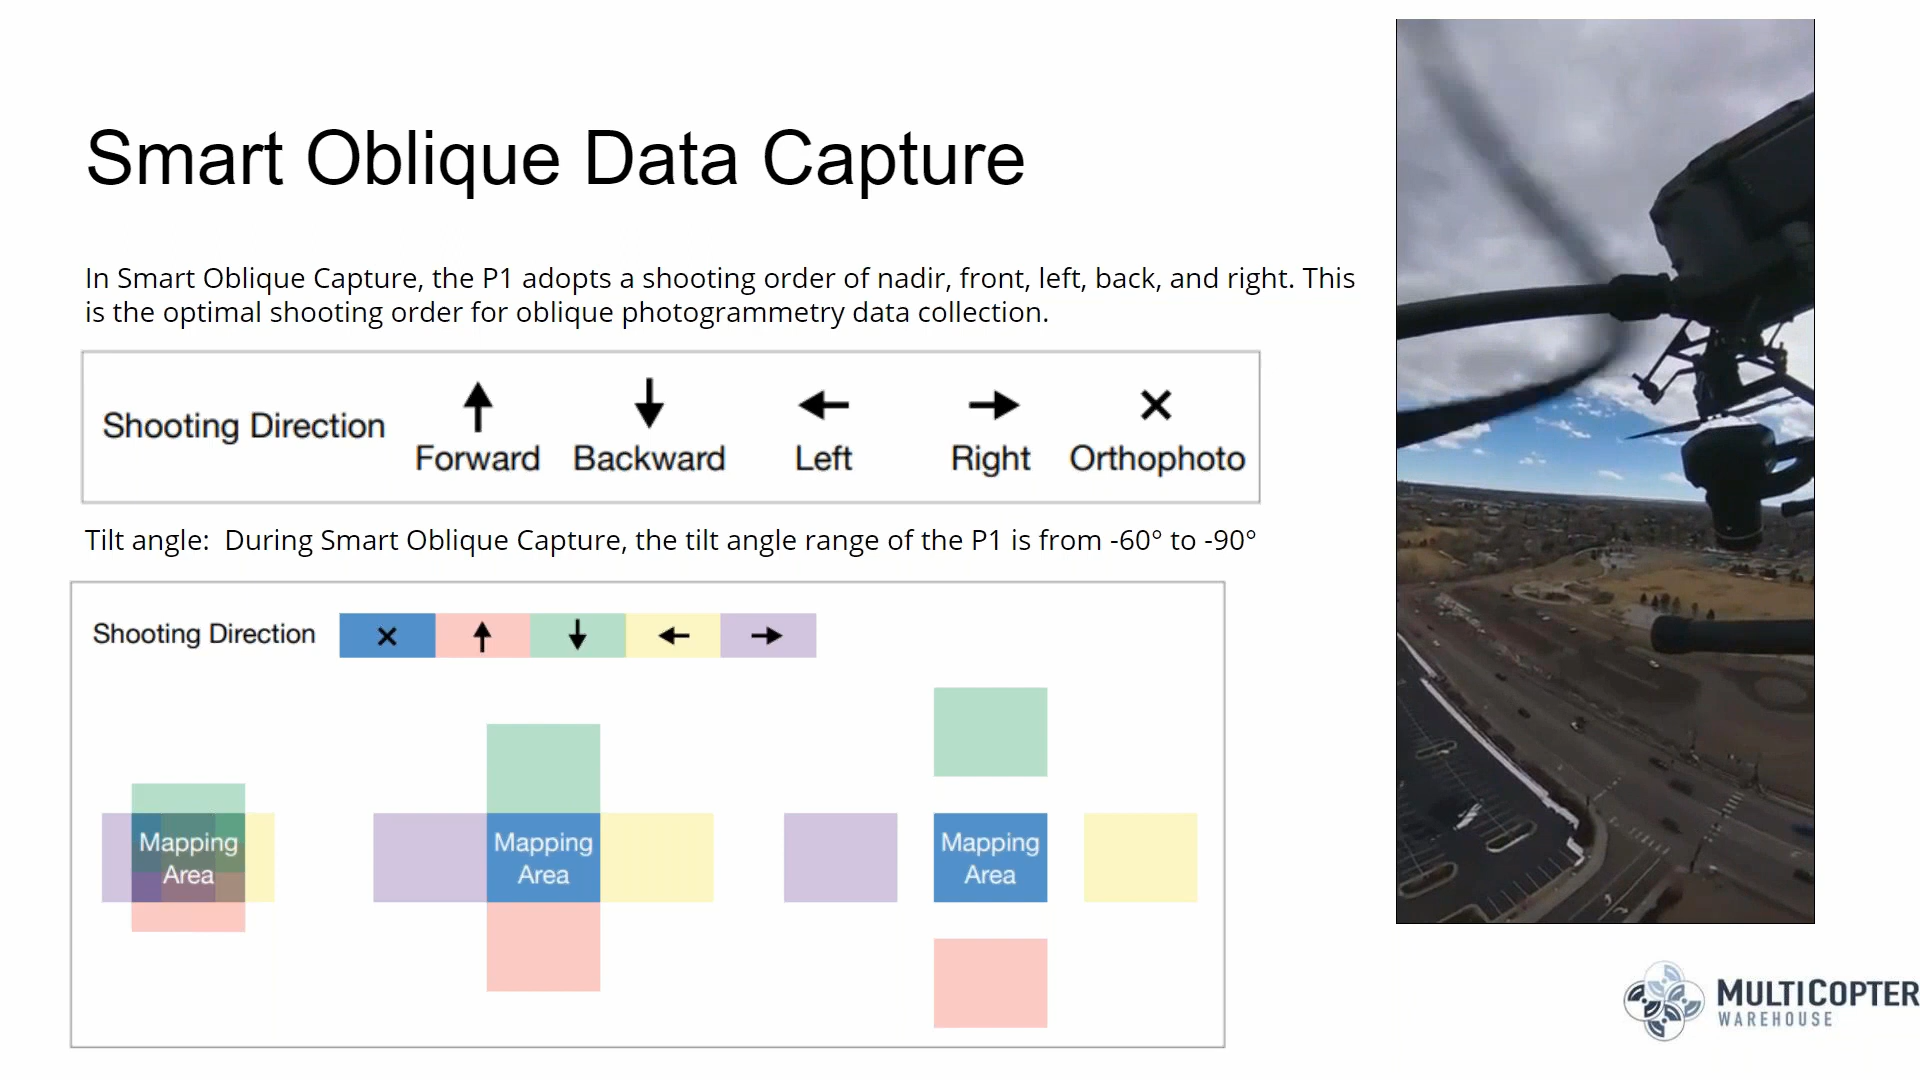 Smart Oblique Data Capture
In Smart Oblique Capture, the P1 adopts a shooting order of nadir, front, left, back, and right. This
is the optimal shooting order for oblique photogrammetry data collection.
Shooting Direction
Forward
Backward
Left
Right
Orthophoto
Tilt angle:  During Smart Oblique Capture, the tilt angle range of the P1 is from -60° to -90°
Shooting Direction
Mapping
Area
Mapping
Area
Mapping
Area
MULTICOPTER
WAREHOUSE